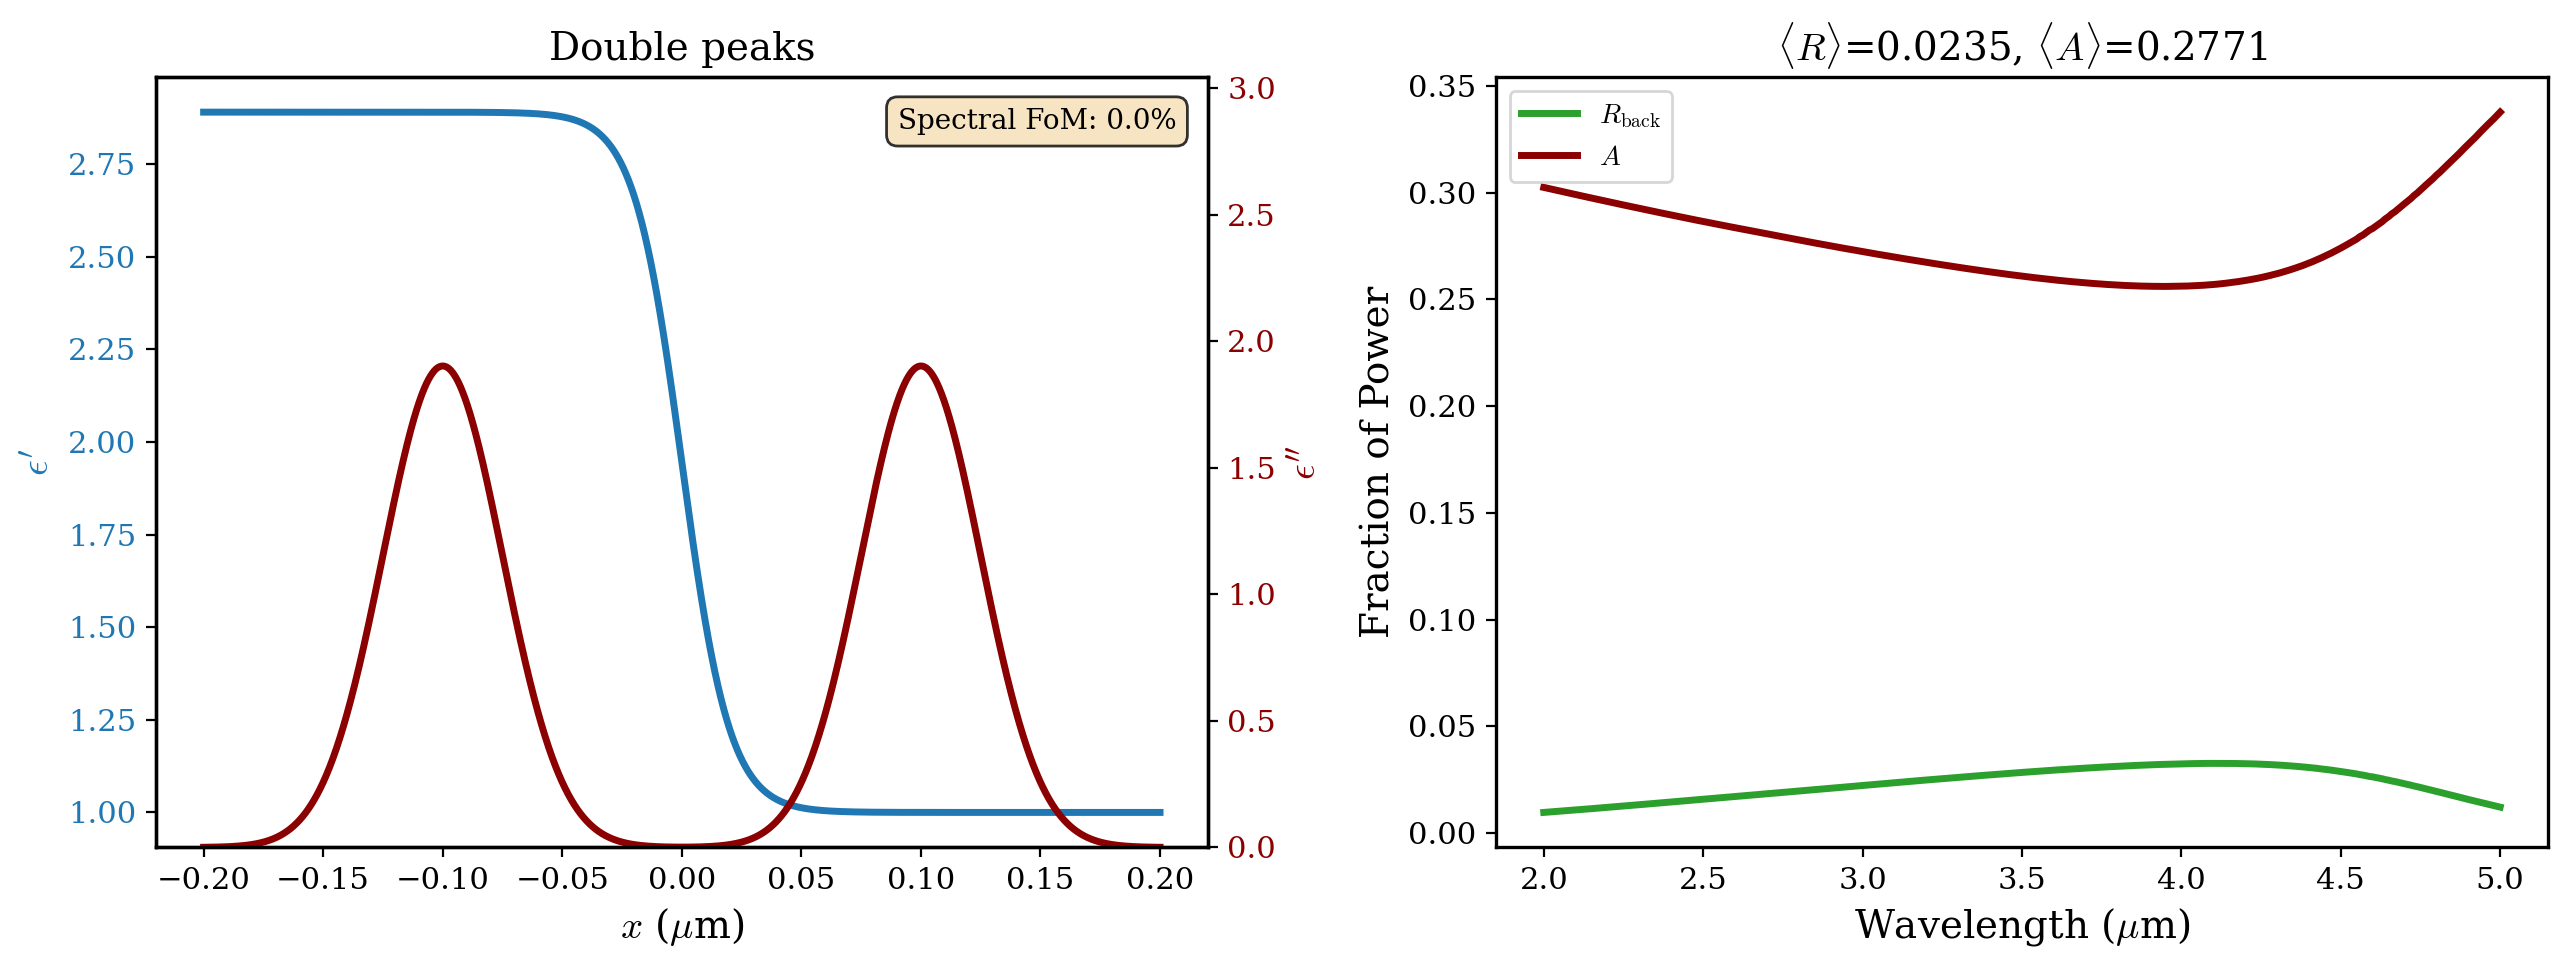 Double peaks
Spectral FoM: 0.0%
ϵ′
2.75
2.50
2.25
2.00
1.75
1.50
1.25
1.00
3.0
2.5
2.0
1.5
1.0
0.5
0.0
ϵ′′
−0.20 −0.15 −0.10 −0.05 0.00 0.05 0.10 0.15 0.20
x (μm)
⟨R⟩=0.0235, ⟨A⟩=0.2771
R_back
A
Fraction of Power
0.35
0.30
0.25
0.20
0.15
0.10
0.05
0.00
2.0 2.5 3.0 3.5 4.0 4.5 5.0
Wavelength (μm)